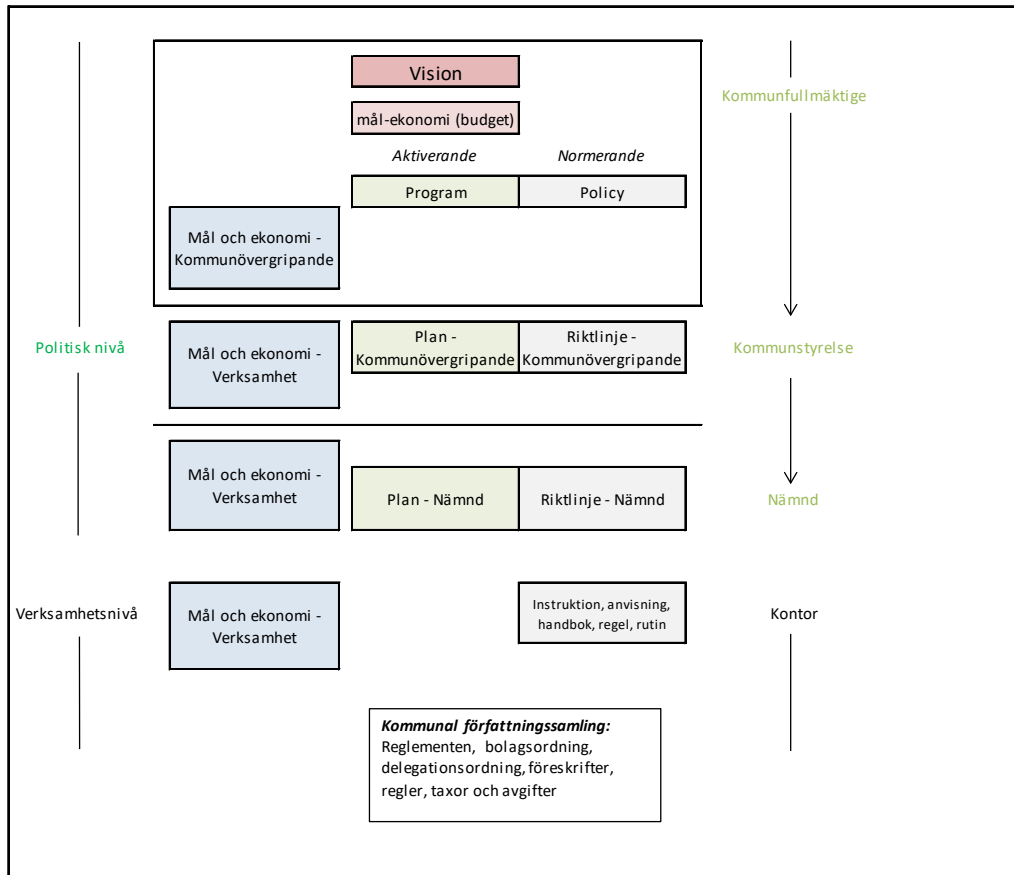 Vision
Kommunfullmäktige
mål-ekonomi (budget)
Aktiverande
Normerande
Program
Policy
Mål och ekonomi -
Kommunövergripande
Politisk nivå
Mål och ekonomi -
Verksamhet
Plan -
Kommunövergripande
Riktlinje -
Kommunövergripande
Kommunstyrelse
Mål och ekonomi -
Verksamhet
Plan - Nämnd
Riktlinje - Nämnd
Nämnd
Verksamhetsnivå
Mål och ekonomi -
Verksamhet
Instruktion, anvisning,
handbok, regel, rutin
Kontor
Kommunal författningssamling:
Reglementen, bolagsordning,
delegationsordning, föreskrifter,
regler, taxor och avgifter